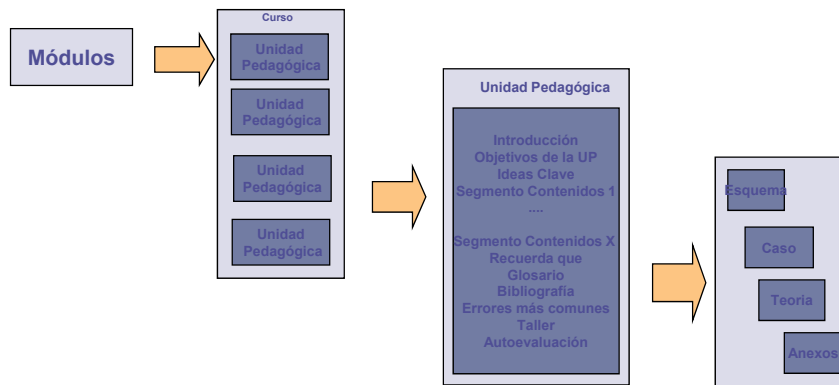 Módulos
Curso
Unidad
Pedagógica
Unidad
Pedagógica
Unidad
Pedagógica
Unidad
Pedagógica
Unidad Pedagógica
Introducción
Objetivos de la UP
Ideas Clave
Segmento Contenidos 1
....
Segmento Contenidos X
Recuerda que
Glosario
Bibliografía
Errores más comunes
Taller
Autoevaluación
Esquema
Caso
Teoria
Anexos